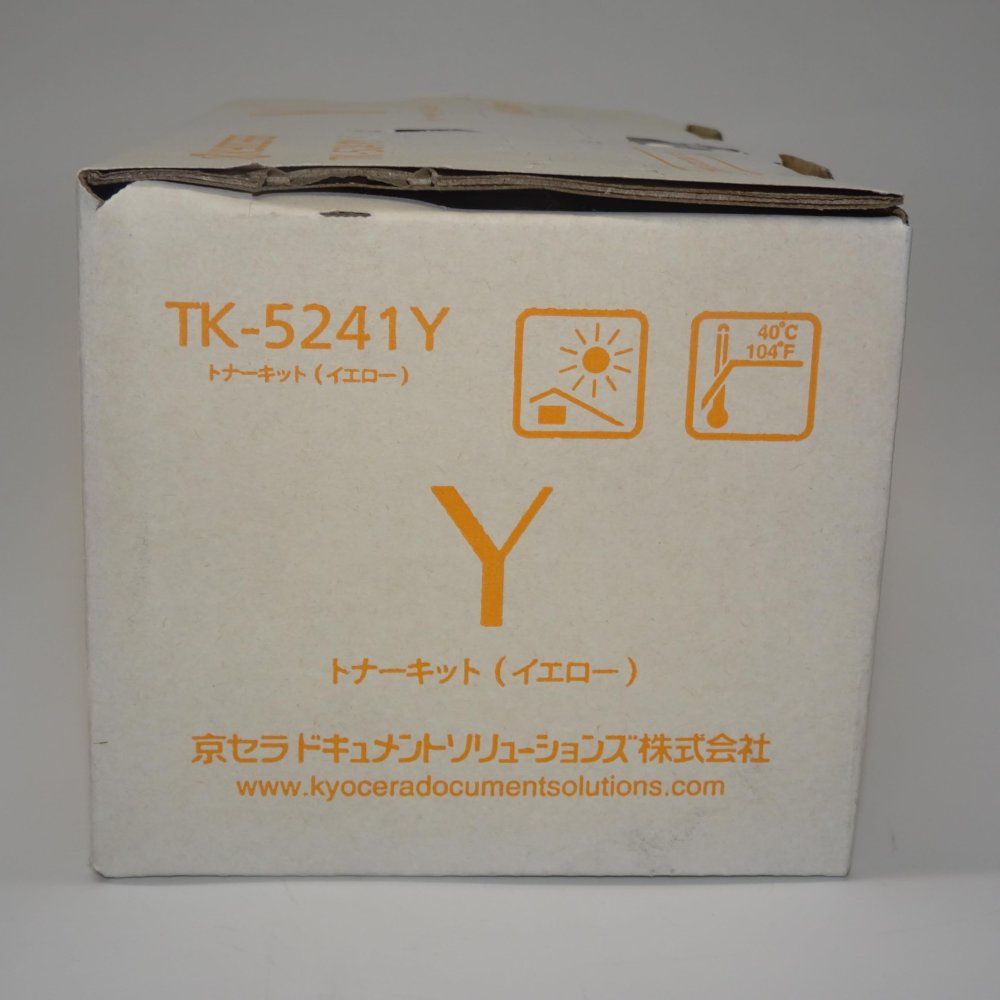 TK-5241Y
トナーキット（イエロー）
40°C
104°F
Y
トナーキット（イエロー）
京セラドキュメントソリューションズ株式会社
www.kyoceradocumentsolutions.com